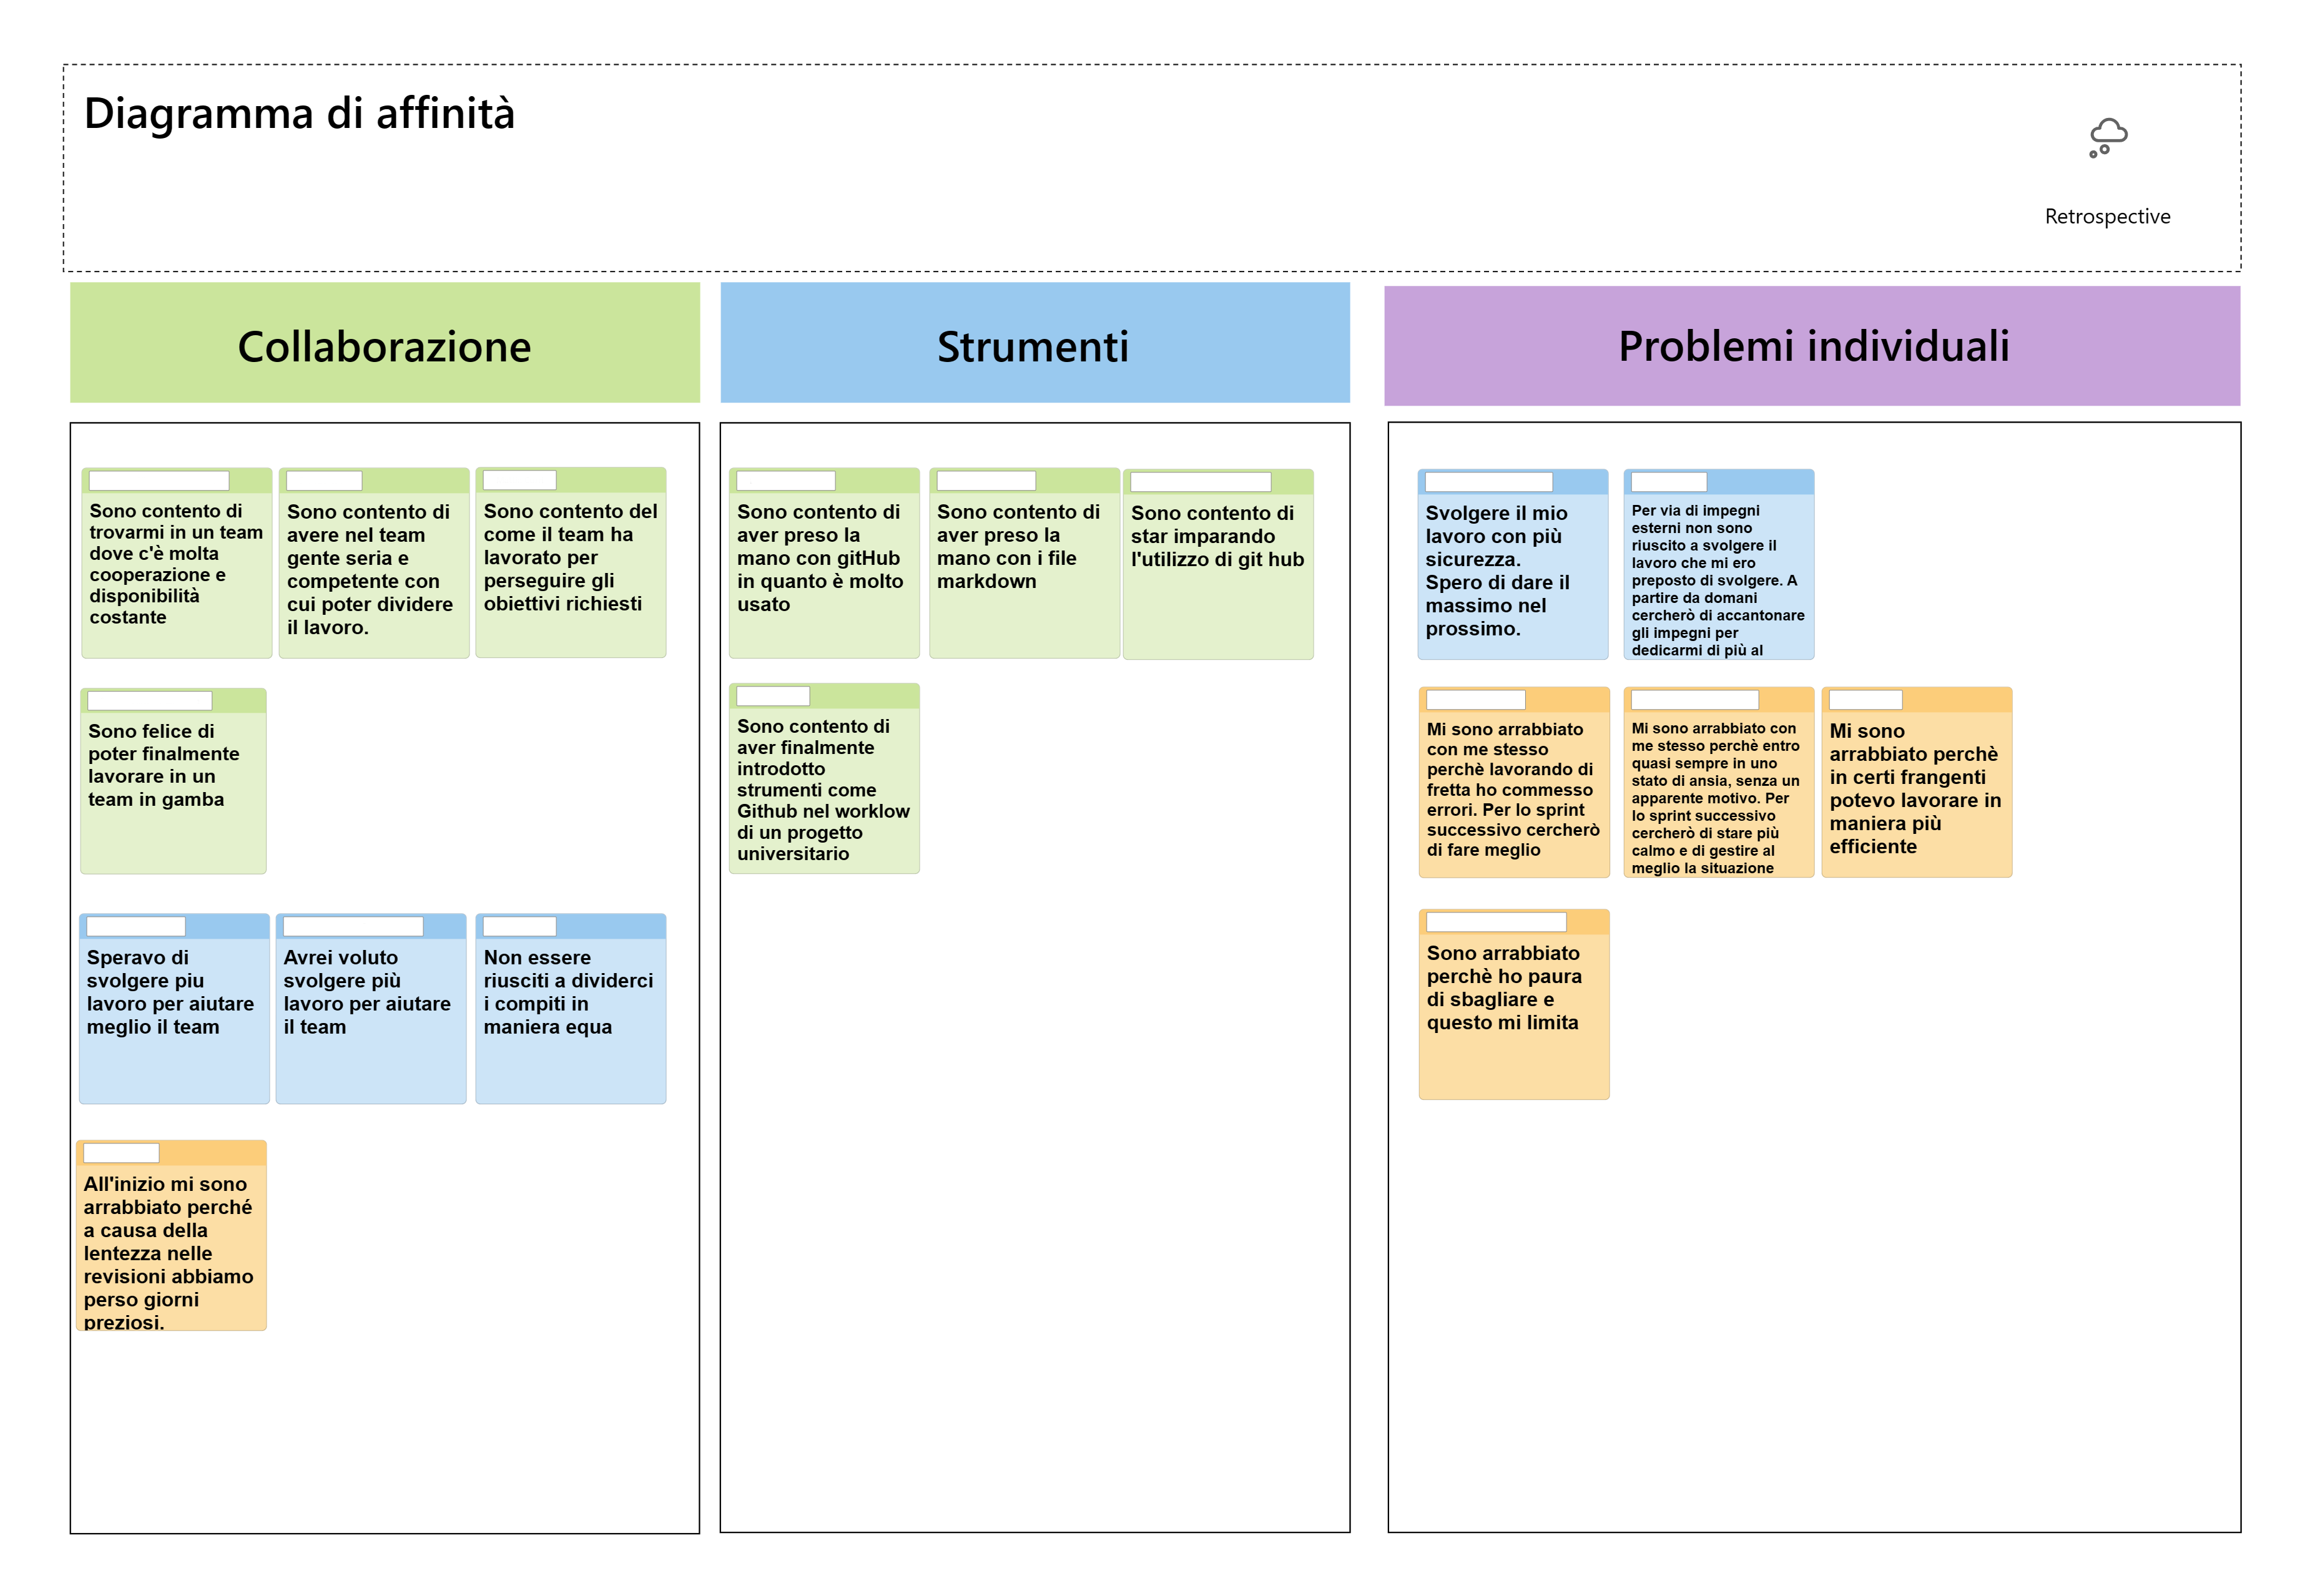 Diagramma di affinità
Retrospective
Collaborazione
Sono contento di
trovarmi in un team
dove c'è molta
cooperazione e
disponibilità
costante
Sono contento di
avere nel team
gente seria e
competente con
cui poter dividere
il lavoro.
Sono contento del
come il team ha
lavorato per
perseguire gli
obiettivi richiesti
Sono felice di
poter finalmente
lavorare in un
team in gamba
Speravo di
svolgere piu
lavoro per aiutare
meglio il team
Avrei voluto
svolgere più
lavoro per aiutare
il team
Non essere
riusciti a dividerci
i compiti in
maniera equa
All'inizio mi sono
arrabbiato perché
a causa della
lentezza nelle
revisioni abbiamo
perso giorni
preziosi.
Strumenti
Sono contento di
aver preso la
mano con gitHub
in quanto è molto
usato
Sono contento di
aver preso la
mano con i file
markdown
Sono contento di
star imparando
l'utilizzo di git hub
Sono contento di
aver finalmente
introdotto
strumenti come
Github nel worklow
di un progetto
universitario
Problemi individuali
Svolgere il mio
lavoro con più
sicurezza.
Spero di dare il
massimo nel
prossimo.
Per via di impegni
esterni non sono
riuscito a svolgere il
lavoro che mi ero
preposto di svolgere. A
partire da domani
cercherò di accantonare
gli impegni per
dedicarmi di più al
Mi sono arrabbiato
con me stesso
perchè lavorando di
fretta ho commesso
errori. Per lo sprint
successivo cercherò
di fare meglio
Mi sono arrabbiato con
me stesso perchè entro
quasi sempre in uno
stato di ansia, senza un
apparente motivo. Per
lo sprint successivo
cercherò di stare più
calmo e di gestire al
meglio la situazione
Mi sono
arrabbiato perchè
in certi frangenti
potevo lavorare in
maniera più
efficiente
Sono arrabbiato
perchè ho paura
di sbagliare e
questo mi limita